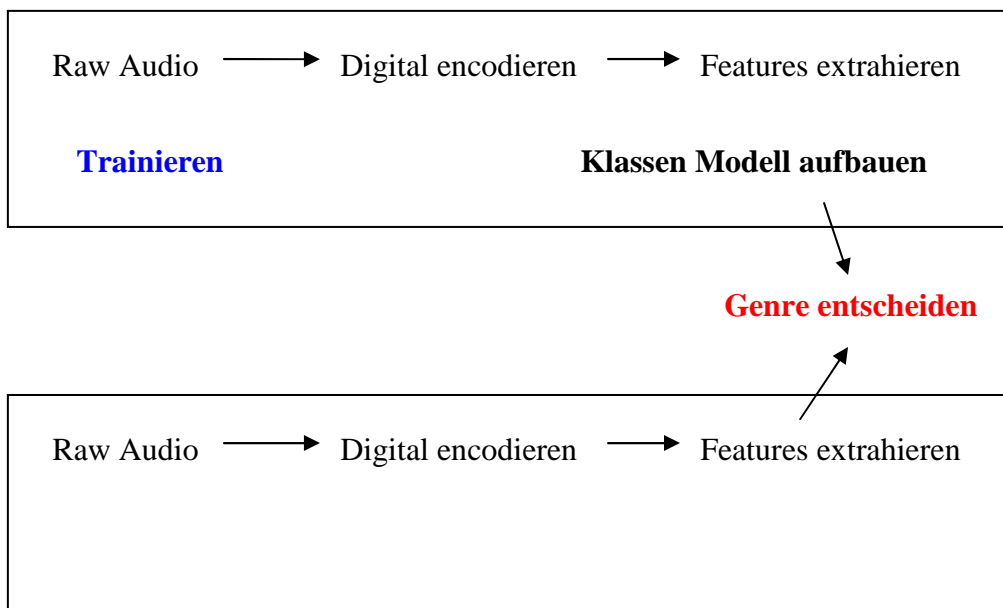 Raw Audio Digital encodieren Features extrahieren
Trainieren Klassen Modell aufbauen
Genre entscheiden
Raw Audio Digital encodieren Features extrahieren